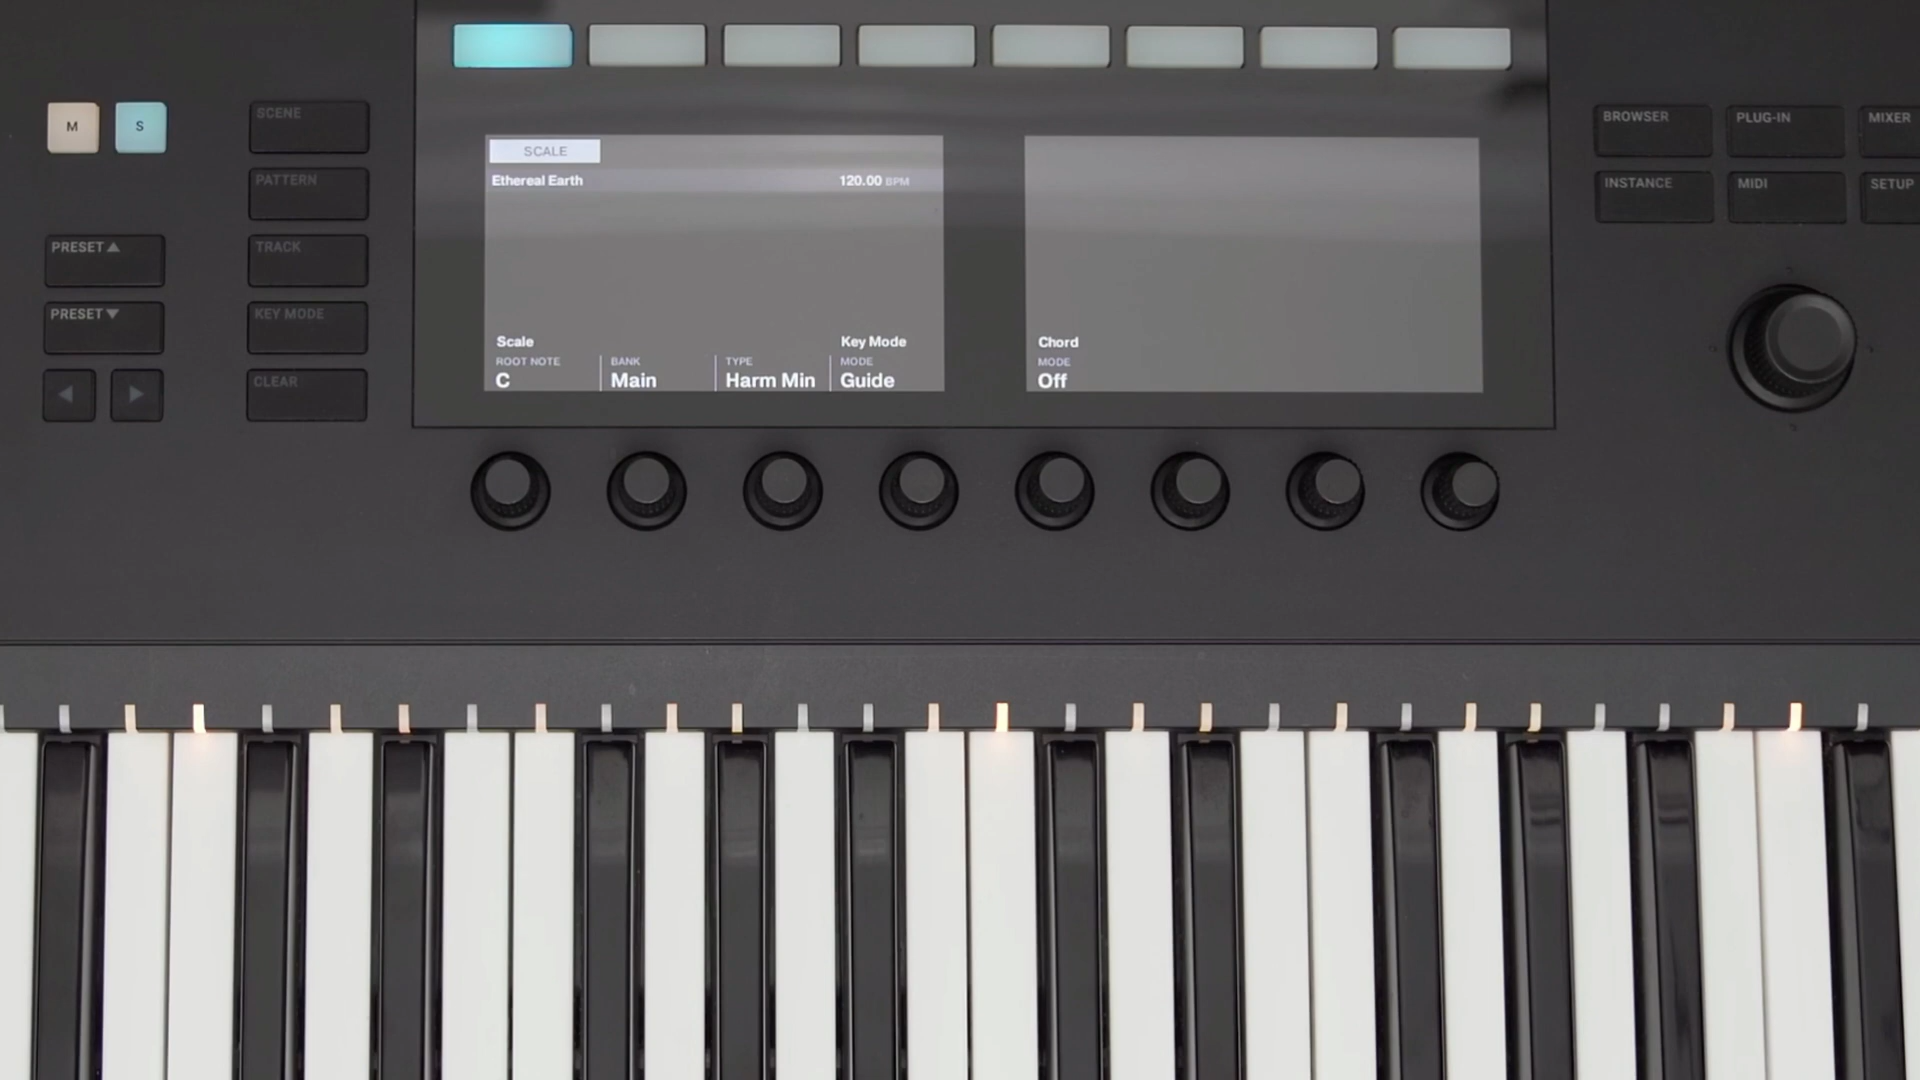 M
S
SCENE
PATTERN
PRESET▲
TRACK
PRESET▼
KEY MODE
CLEAR
SCALE
Ethereal Earth
120.00 BPM
Scale
Key Mode
ROOT NOTE
BANK
TYPE
MODE
C
Main
Harm Min
Guide
Chord
MODE
Off
BROWSER
PLUG-IN
MIXER
INSTANCE
MIDI
SETUP